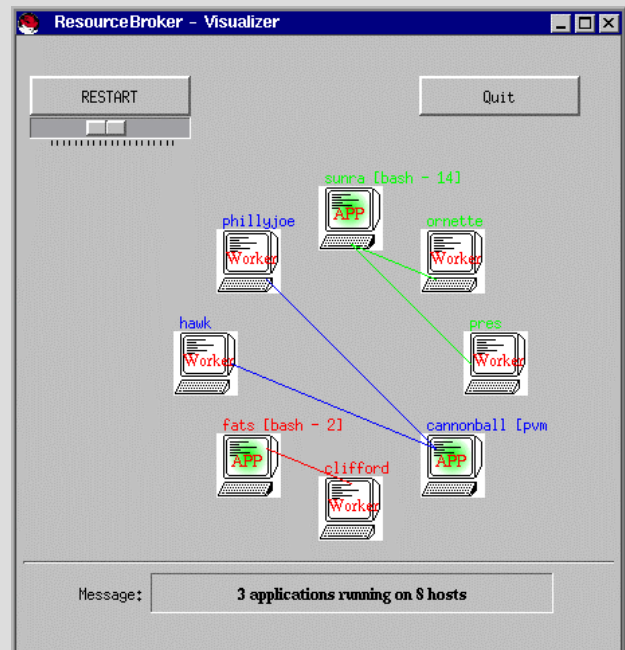 ResourceBroker - Visualizer
RESTART
Quit
sunra [bash - 14]
APP
phillyjoe
Worker
ornette
Worker
hawk
Worker
pres
Worker
fats [bash - 2]
APP
cannonball [pvm
APP
clifford
Worker
Message:
3 applications running on 8 hosts